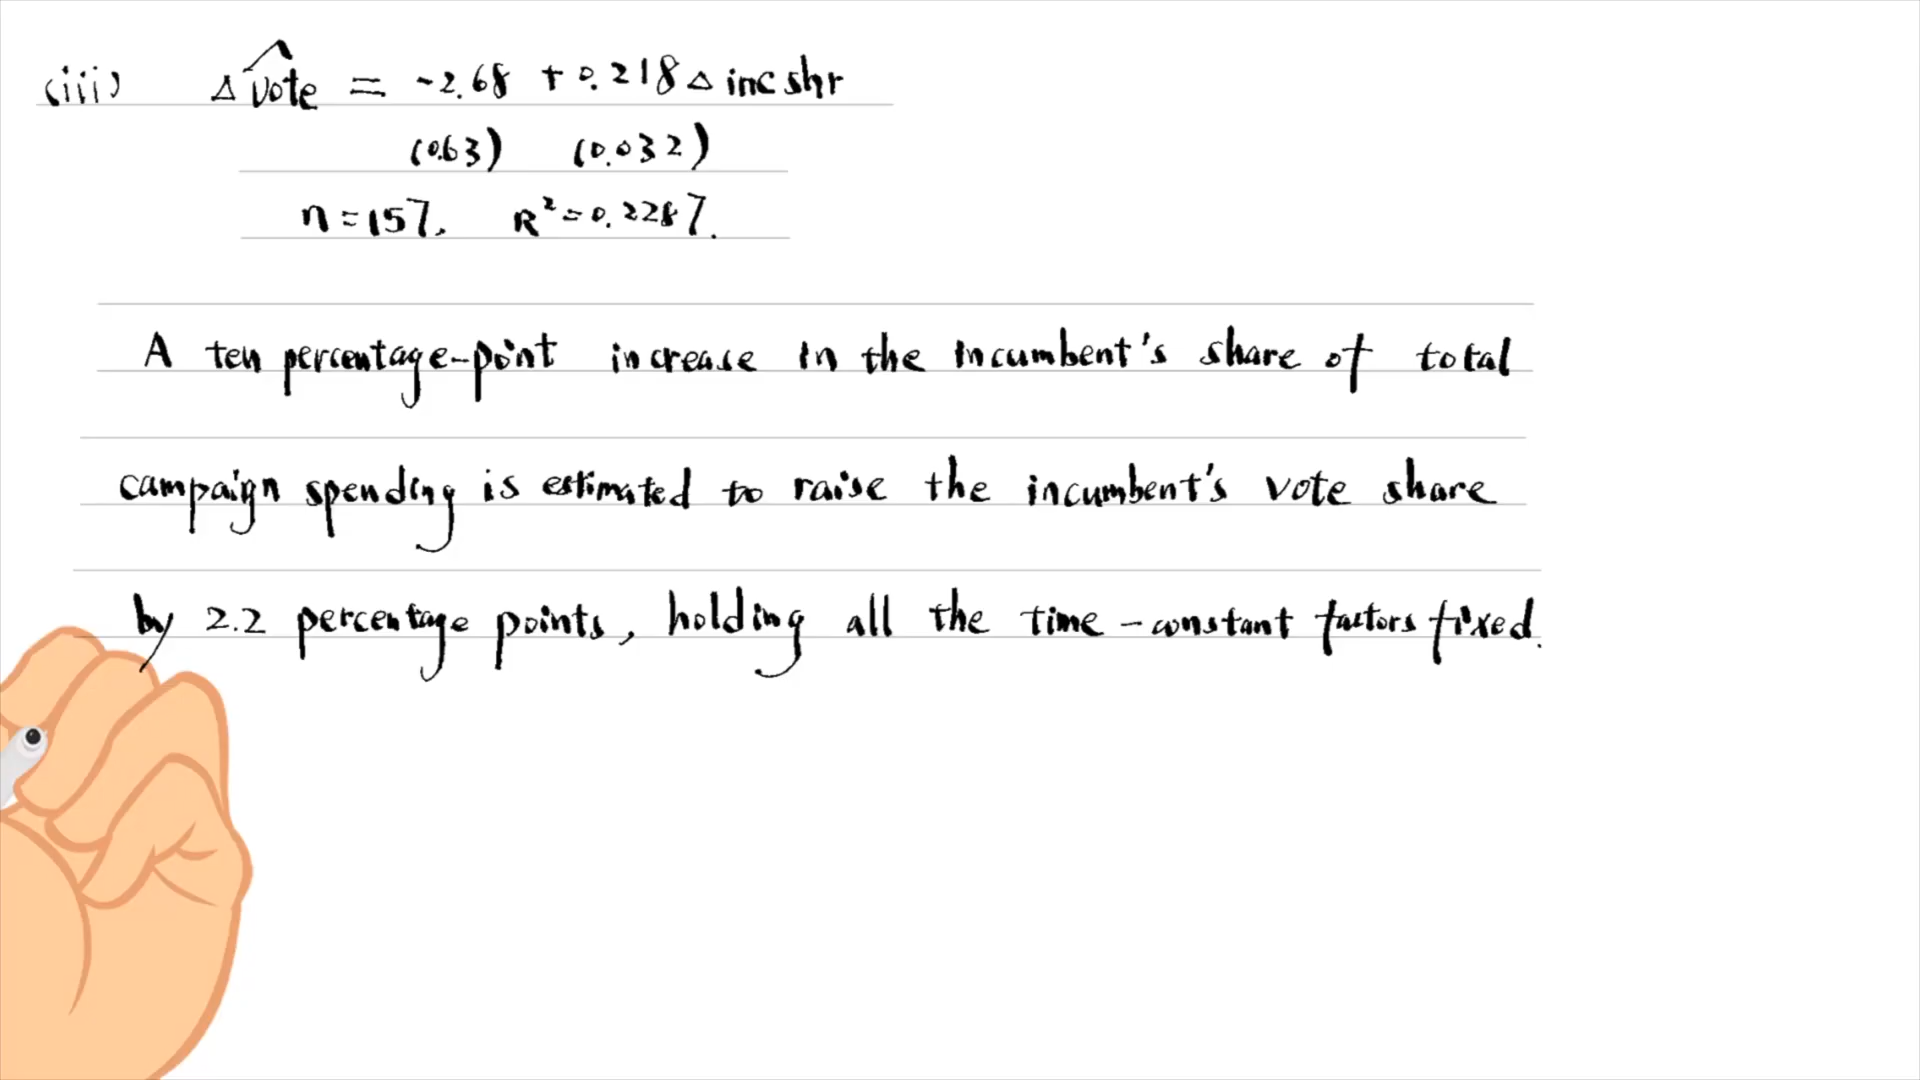 (iii) Δvote^ = -2.68 + 0.218 Δ incshr
(0.63) (0.032)
n = 157, R² = 0.2287.
A ten percentage-point increase in the incumbent's share of total
campaign spending is estimated to raise the incumbent's vote share
by 2.2 percentage points, holding all the time-constant factors fixed.